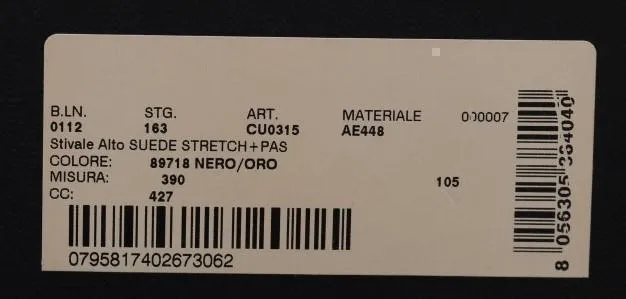 B.LN. STG. ART. MATERIALE 000007
0112 163 CU0315 AE448
Stivale Alto SUEDE STRETCH+PAS
COLORE: 89718 NERO/ORO
MISURA: 390 105
CC: 427
0795817402673062
8 056305 364040